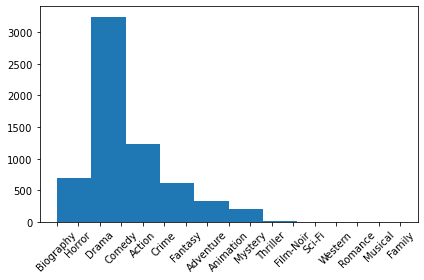 3000
2500
2000
1500
1000
500
0
Biography
Horror
Drama
Comedy
Action
Crime
Fantasy
Adventure
Animation
Mystery
Thriller
Film-Noir
Sci-Fi
Western
Romance
Musical
Family